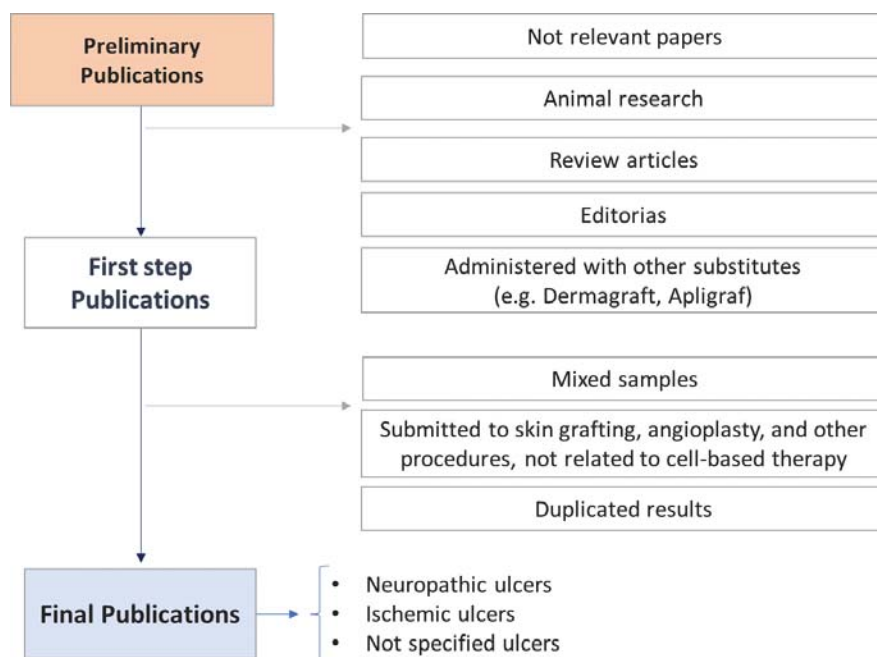 Preliminary
Publications
Not relevant papers
Animal research
Review articles
Editorias
First step
Publications
Administered with other substitutes
(e.g. Dermagraft, Apligraf)
Mixed samples
Submitted to skin grafting, angioplasty, and other
procedures, not related to cell-based therapy
Duplicated results
Final Publications
• Neuropathic ulcers
• Ischemic ulcers
• Not specified ulcers